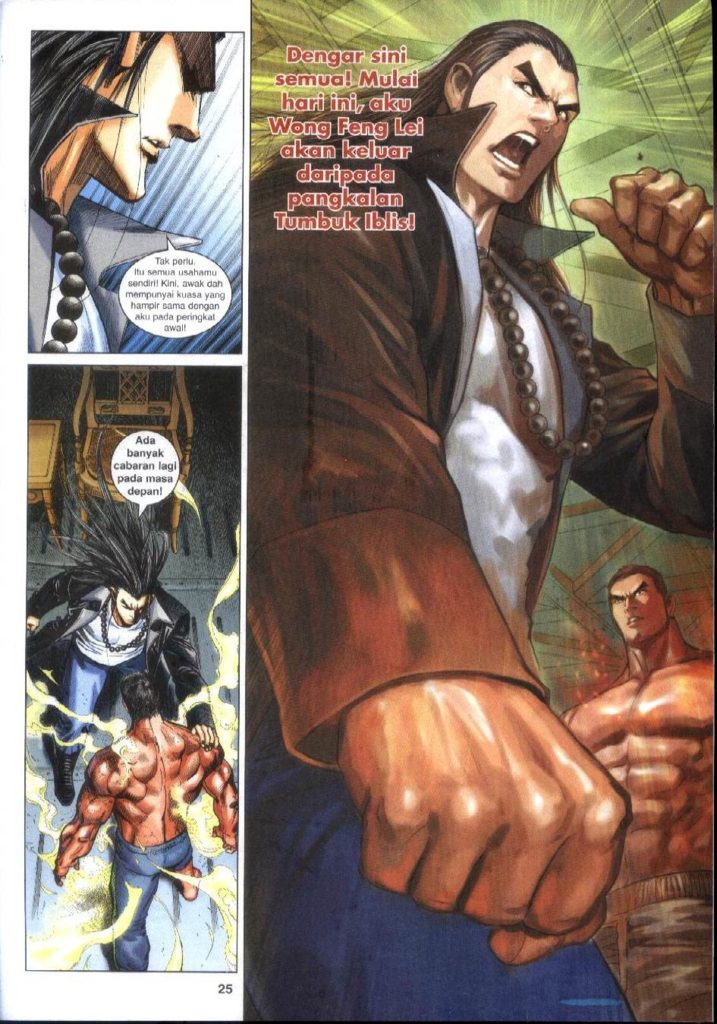 Tak perlu.
Itu semua usahamu
sendiri! Kini, awak dah
mempunyai kuasa yang
hampir sama dengan
aku pada peringkat
awal!
Ada
banyak
cabaran lagi
pada masa
depan!
Dengar sini
semua! Mulai
hari ini, aku
Wong Feng Lei
akan keluar
daripada
pangkalan
Tumbuk Iblis!
25